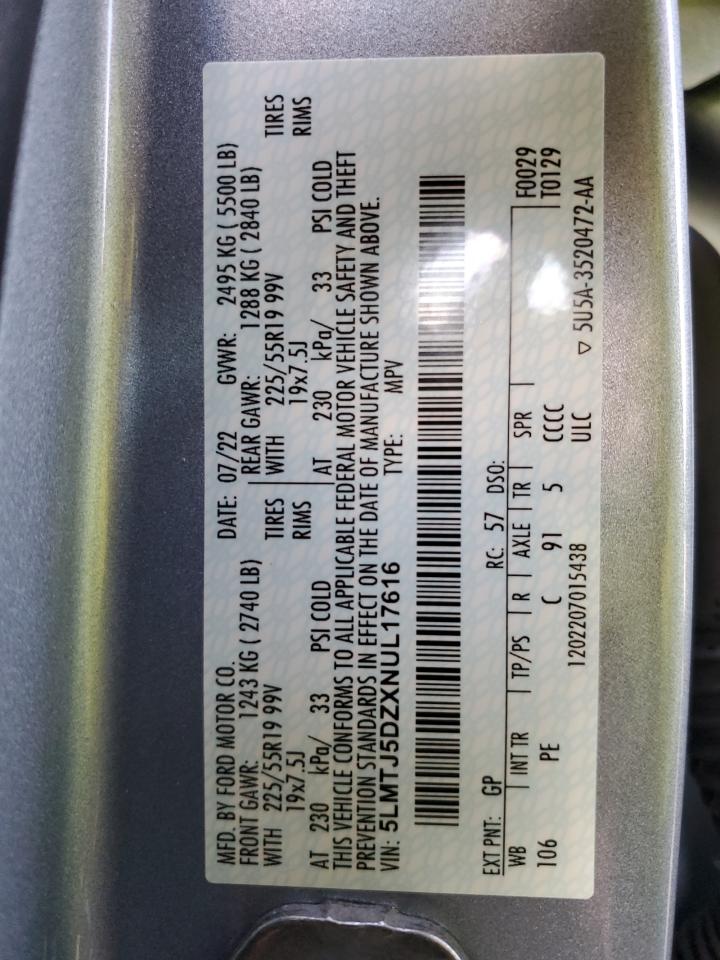 MFD. BY FORD MOTOR CO. DATE: 07/22 GVWR: 2495 KG ( 5500 LB)
FRONT GAWR: 1243 KG ( 2740 LB) REAR GAWR: 1288 KG ( 2840 LB)
WITH 225/55R19 99V TIRES WITH 225/55R19 99V TIRES
19x7.5J RIMS 19x7.5J RIMS
AT 230 kPa/ 33 PSI COLD AT 230 kPa/ 33 PSI COLD
THIS VEHICLE CONFORMS TO ALL APPLICABLE FEDERAL MOTOR VEHICLE SAFETY AND THEFT
PREVENTION STANDARDS IN EFFECT ON THE DATE OF MANUFACTURE SHOWN ABOVE.
VIN: 5LMTJ5DZXNUL17616 TYPE: MPV
EXT PNT: GP RC: 57 DSO: F0029
WB INT TR TP/PS R AXLE TR SPR T0129
106 PE C 91 5 CCCC
1202207015438 ULC ▽ 5U5A-3520472-AA